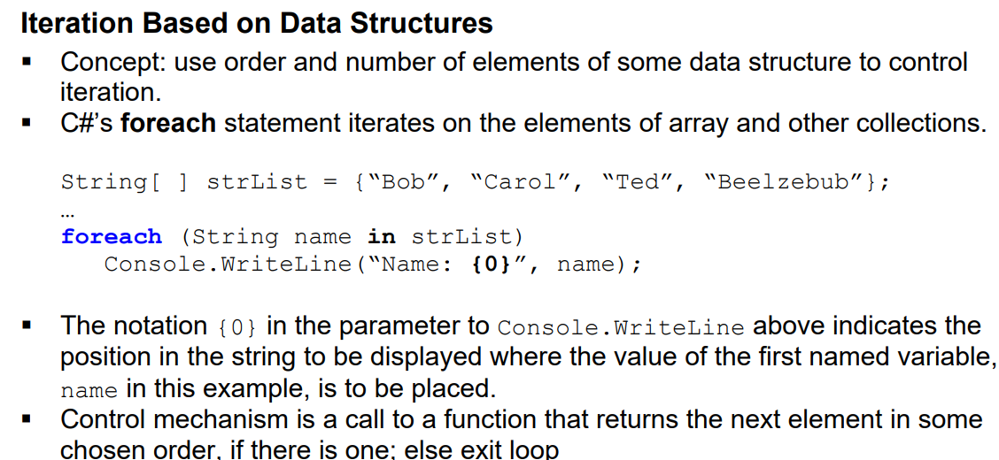 Iteration Based on Data Structures
▪ Concept: use order and number of elements of some data structure to control
iteration.
▪ C#’s foreach statement iterates on the elements of array and other collections.
String[ ] strList = {“Bob”, “Carol”, “Ted”, “Beelzebub”};
…
foreach (String name in strList)
Console.WriteLine(“Name: {0}”, name);
▪ The notation {0} in the parameter to Console.WriteLine above indicates the
position in the string to be displayed where the value of the first named variable,
name in this example, is to be placed.
▪ Control mechanism is a call to a function that returns the next element in some
chosen order, if there is one; else exit loop